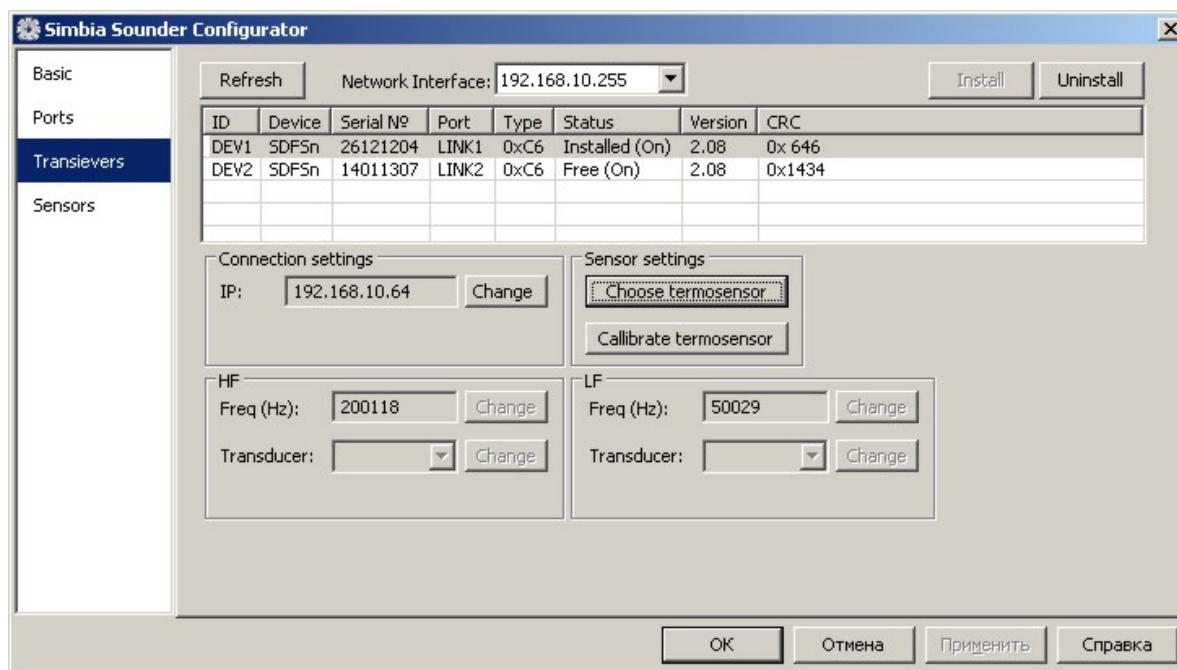 Simbia Sounder Configurator
Basic
Ports
Transievers
Sensors
Refresh Network Interface: 192.168.10.255 Install Uninstall
ID Device Serial Nº Port Type Status Version CRC
DEV1 SDFSn 26121204 LINK1 0xC6 Installed (On) 2.08 0x 646
DEV2 SDFSn 14011307 LINK2 0xC6 Free (On) 2.08 0x1434
Connection settings
IP: 192.168.10.64 Change
Sensor settings
Choose termosensor
Callibrate termosensor
HF
Freq (Hz): 200118 Change
Transducer: Change
LF
Freq (Hz): 50029 Change
Transducer: Change
OK Отмена Применить Справка